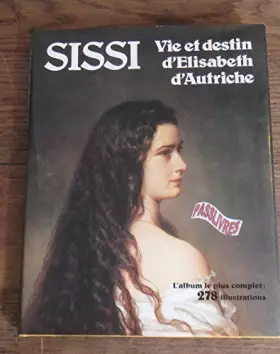 SISSI
Vie et destin
d'Elisabeth
d'Autriche
PASSLIVRES
L'album le plus complet:
278 illustrations